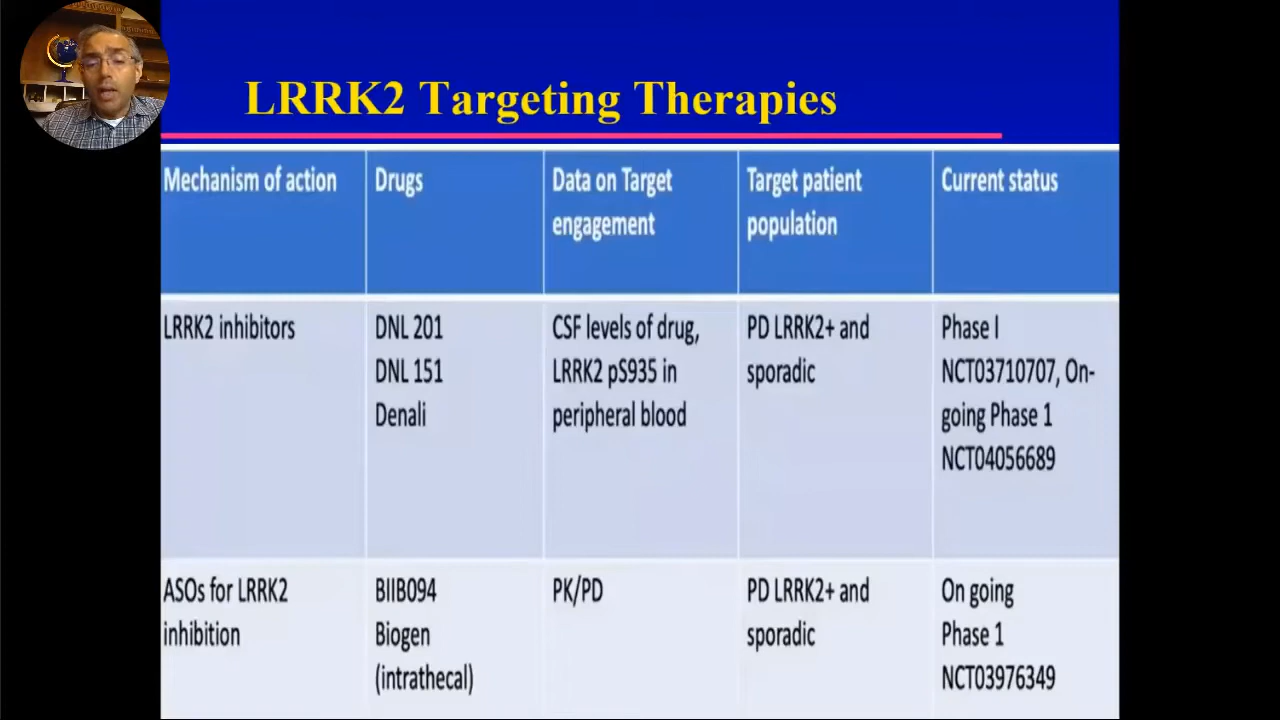 LRRK2 Targeting Therapies
Mechanism of action
Drugs
Data on Target
engagement
Target patient
population
Current status
LRRK2 inhibitors
DNL 201
DNL 151
Denali
CSF levels of drug,
LRRK2 pS935 in
peripheral blood
PD LRRK2+ and
sporadic
Phase I
NCT03710707, On-
going Phase 1
NCT04056689
ASOs for LRRK2
inhibition
BIIB094
Biogen
(intrathecal)
PK/PD
PD LRRK2+ and
sporadic
On going
Phase 1
NCT03976349